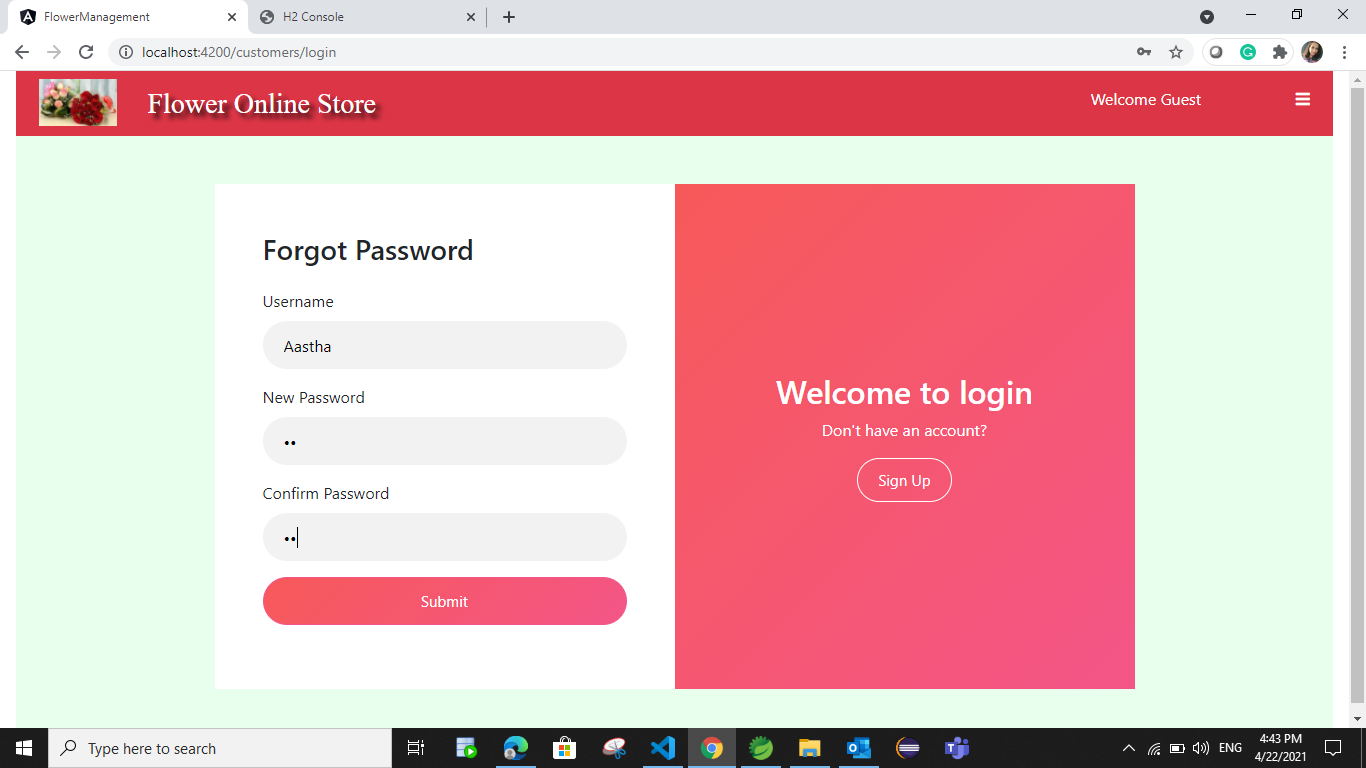 FlowerManagement
H2 Console
localhost:4200/customers/login
Flower Online Store
Welcome Guest
Forgot Password
Username
Aastha
New Password
••
Confirm Password
••
Submit
Welcome to login
Don't have an account?
Sign Up
Type here to search
ENG
4:43 PM
4/22/2021